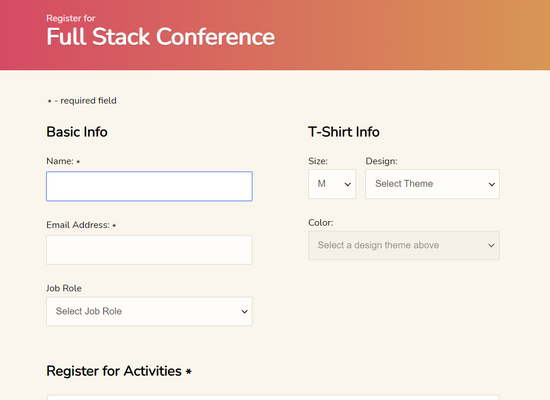 Register for
Full Stack Conference
* - required field
Basic Info
Name: *
Email Address: *
Job Role
Select Job Role
T-Shirt Info
Size:
Design:
M
Select Theme
Color:
Select a design theme above
Register for Activities *